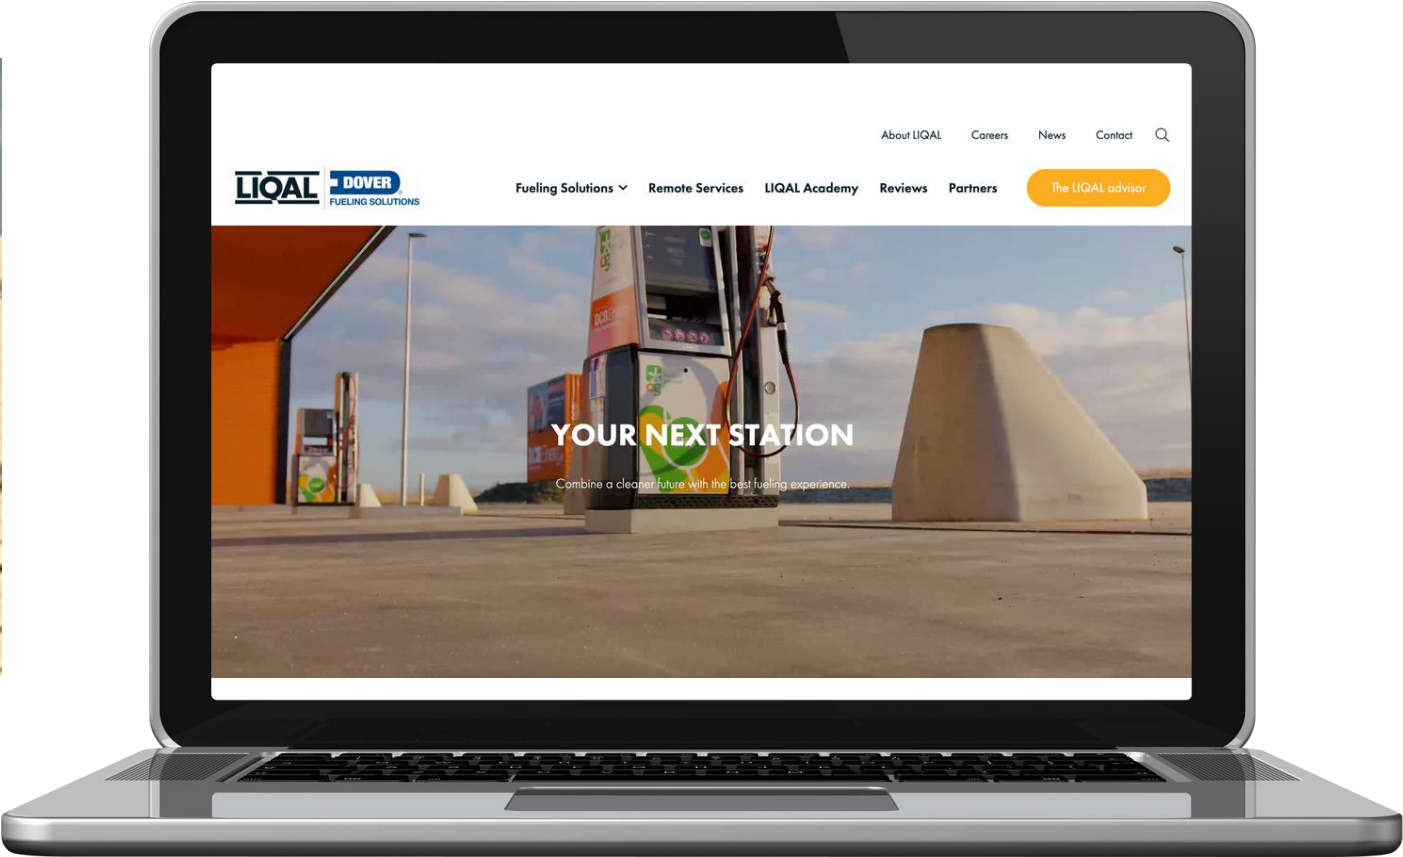 About LIQAL Careers News Contact
LIQAL DOVER
FUELING SOLUTIONS
Fueling Solutions Remote Services LIQAL Academy Reviews Partners The LIQAL advisor
DCB
YOUR NEXT STATION
Combine a cleaner future with the best fueling experience.